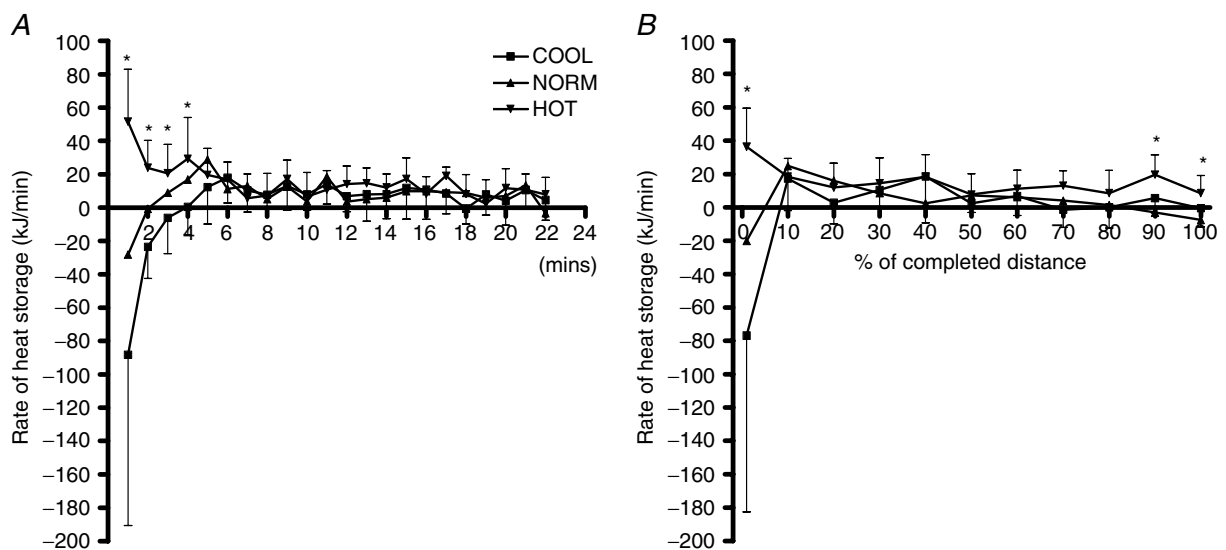 A
B
100
80
60
40
20
0
−20
−40
−60
−80
−100
−120
−140
−160
−180
−200
Rate of heat storage (kJ/min)
* * * *
COOL
NORM
HOT
2 4 6 8 10 12 14 16 18 20 22 24
(mins)
100
80
60
40
20
0
−20
−40
−60
−80
−100
−120
−140
−160
−180
−200
Rate of heat storage (kJ/min)
* * *
0 10 20 30 40 50 60 70 80 90 100
% of completed distance